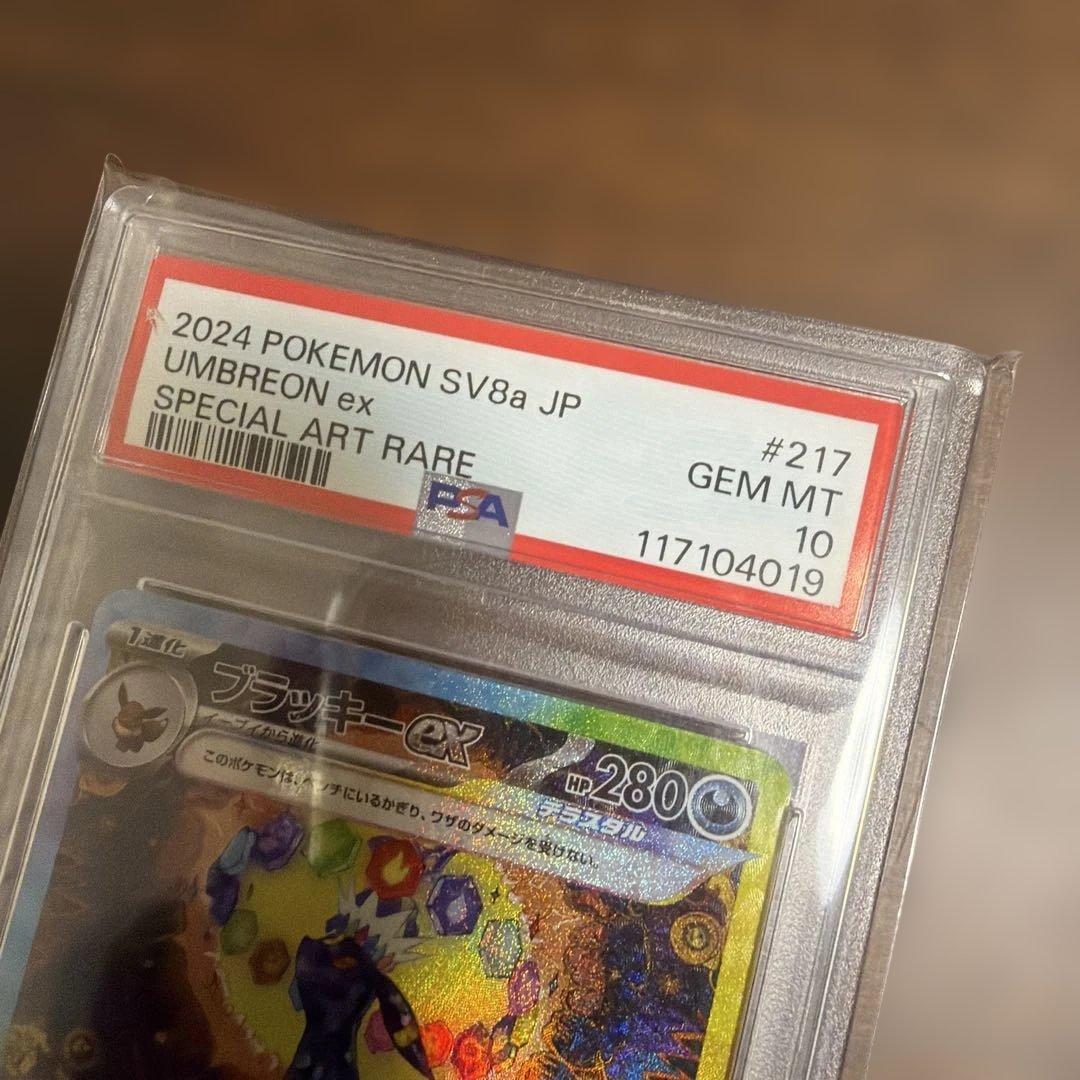 2024 POKEMON SV8a JP
UMBREON ex
SPECIAL ART RARE
#217
GEM MT
10
117104019
PSA
1進化
ブラッキーex
イーブイから進化
HP280
テラスタル
このポケモンは、ベンチにいるかぎり、ワザのダメージを受けない。